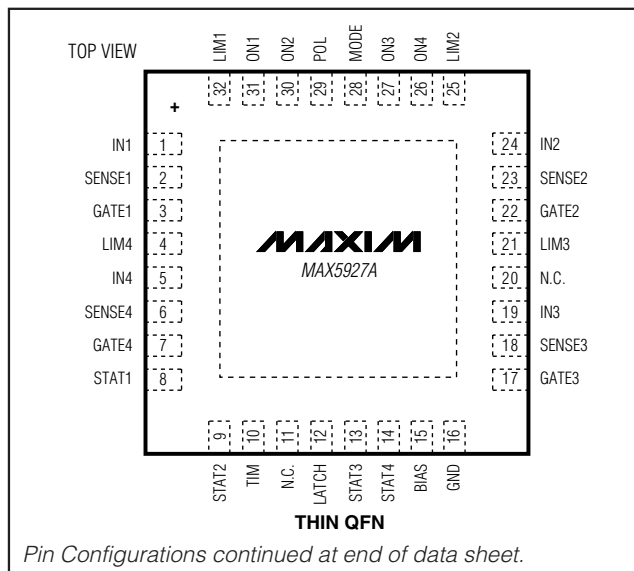 TOP VIEW
LIM1 ON1 ON2 POL MODE ON3 ON4 LIM2
32 31 30 29 28 27 26 25
+
IN1 1 24 IN2
SENSE1 2 23 SENSE2
GATE1 3 22 GATE2
LIM4 4 21 LIM3
IN4 5 20 N.C.
SENSE4 6 19 IN3
GATE4 7 18 SENSE3
STAT1 8 17 GATE3
MAXIM
MAX5927A
9 10 11 12 13 14 15 16
STAT2 TIM N.C. LATCH STAT3 STAT4 BIAS GND
THIN QFN
Pin Configurations continued at end of data sheet.